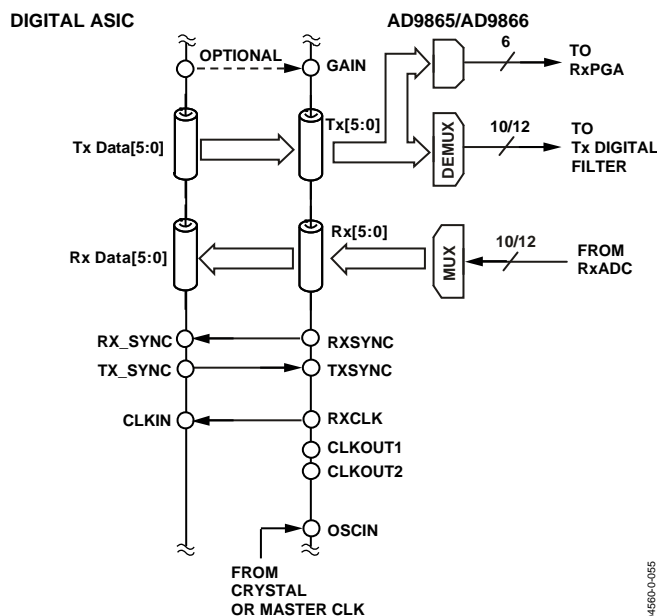 DIGITAL ASIC
AD9865/AD9866
OPTIONAL
GAIN
6
TO
RxPGA
Tx Data[5:0]
Tx[5:0]
DEMUX
10/12
TO
Tx DIGITAL
FILTER
Rx Data[5:0]
Rx[5:0]
MUX
10/12
FROM
RxADC
RX_SYNC
RXSYNC
TX_SYNC
TXSYNC
CLKIN
RXCLK
CLKOUT1
CLKOUT2
OSCIN
FROM
CRYSTAL
OR MASTER CLK
04560-0-055